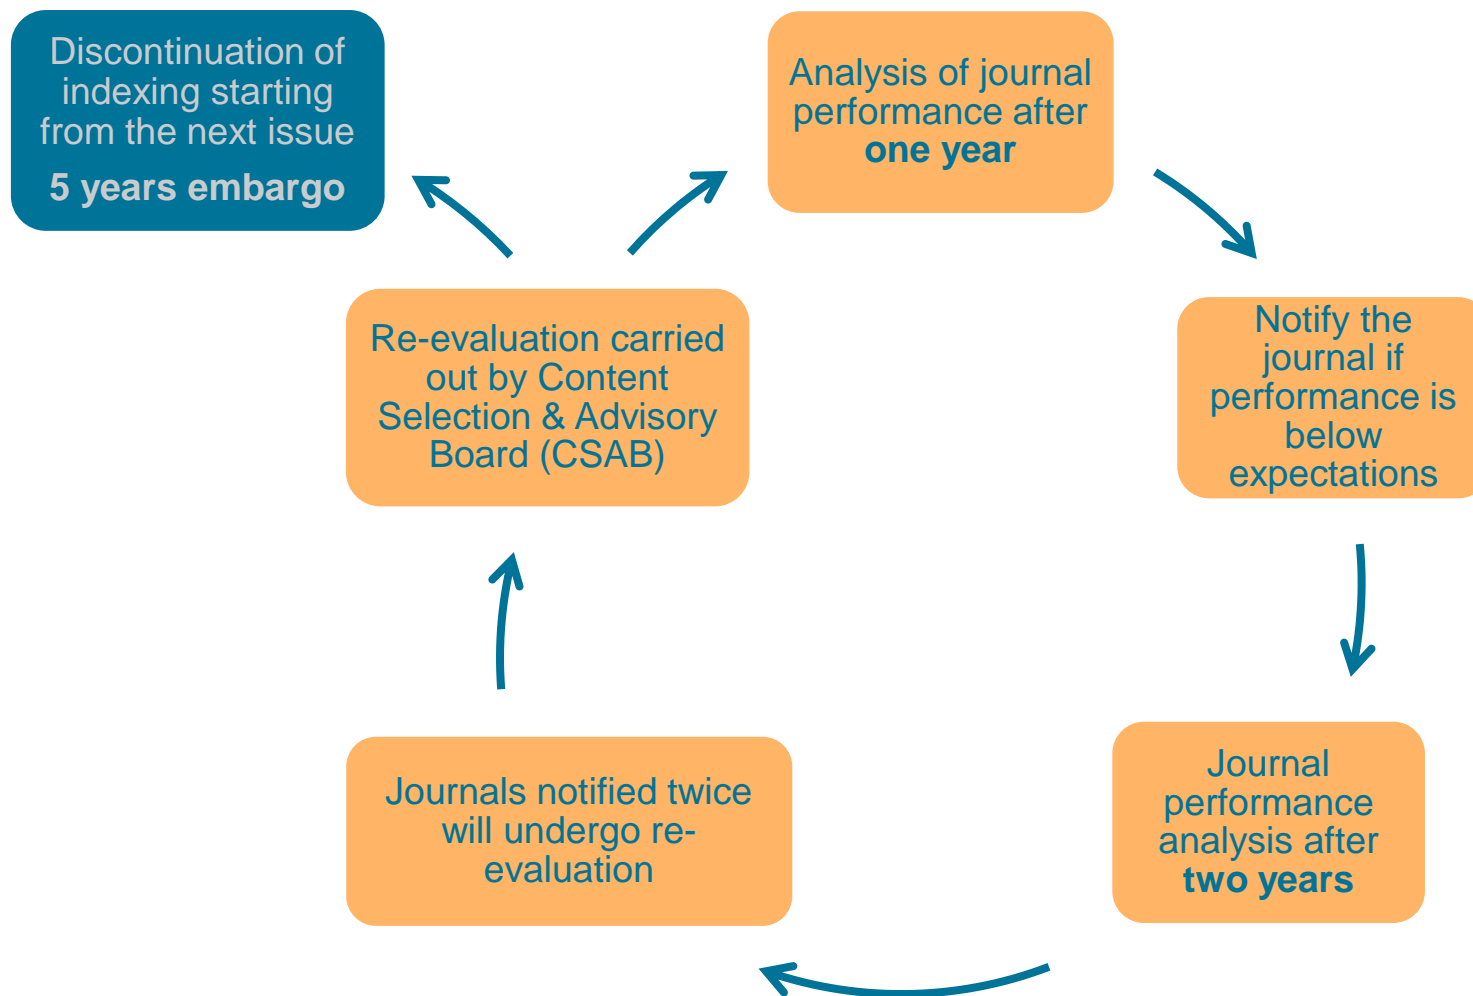 Discontinuation of
indexing starting
from the next issue
5 years embargo
Analysis of journal
performance after
one year
Notify the
journal if
performance is
below
expectations
Journal
performance
analysis after
two years
Journals notified twice
will undergo re-
evaluation
Re-evaluation carried
out by Content
Selection & Advisory
Board (CSAB)